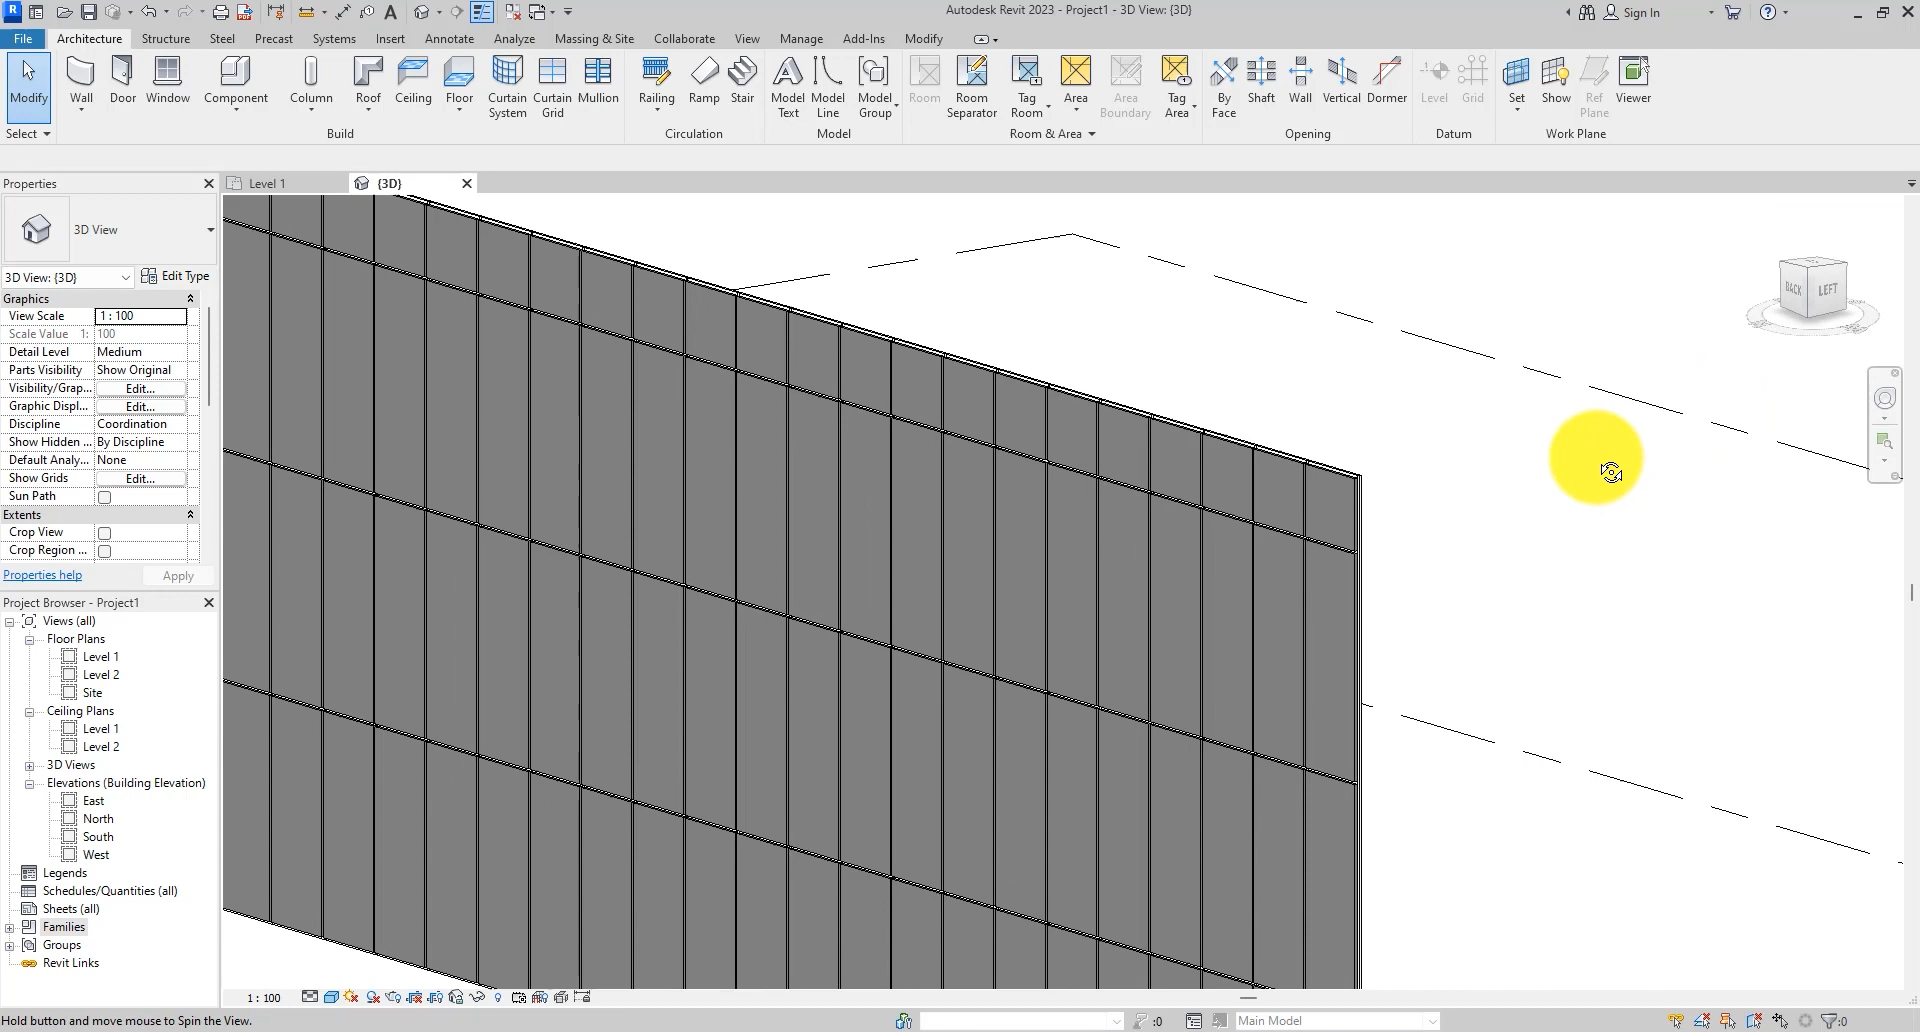 Autodesk Revit 2023 - Project1 - 3D View: {3D}
Sign In
File
Architecture
Structure
Steel
Precast
Systems
Insert
Annotate
Analyze
Massing & Site
Collaborate
View
Manage
Add-Ins
Modify
Modify
Wall
Door
Window
Component
Column
Roof
Ceiling
Floor
Curtain System
Curtain Grid
Mullion
Railing
Ramp
Stair
Model Text
Model Line
Model Group
Room
Room Separator
Tag Room
Area
Area Boundary
Tag Area
By Face
Shaft
Wall
Vertical
Dormer
Level
Grid
Set
Show
Ref Plane
Viewer
Select
Build
Circulation
Model
Room & Area
Opening
Datum
Work Plane
Properties
Level 1
{3D}
3D View
3D View: {3D}
Edit Type
Graphics
View Scale 1 : 100
Scale Value 1: 100
Detail Level Medium
Parts Visibility Show Original
Visibility/Grap... Edit...
Graphic Displ... Edit...
Discipline Coordination
Show Hidden ... By Discipline
Default Analy... None
Show Grids Edit...
Sun Path
Extents
Crop View
Crop Region ...
Properties help
Apply
BACK
LEFT
Project Browser - Project1
Views (all)
Floor Plans
Level 1
Level 2
Site
Ceiling Plans
Level 1
Level 2
3D Views
Elevations (Building Elevation)
East
North
South
West
Legends
Schedules/Quantities (all)
Sheets (all)
Families
Groups
Revit Links
1 : 100
Hold button and move mouse to Spin the View.
:0
Main Model
:0